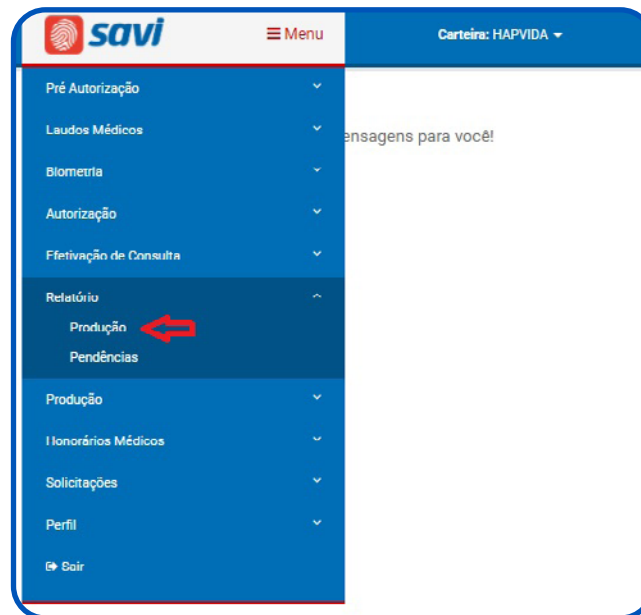 savi
Menu
Carteira: HAPVIDA
Pré Autorização
Laudos Médicos
ensagens para você!
Biometria
Autorização
Efetivação de Consulta
Relatório
Produção
Pendências
Produção
Honorários Médicos
Solicitações
Perfil
Sair